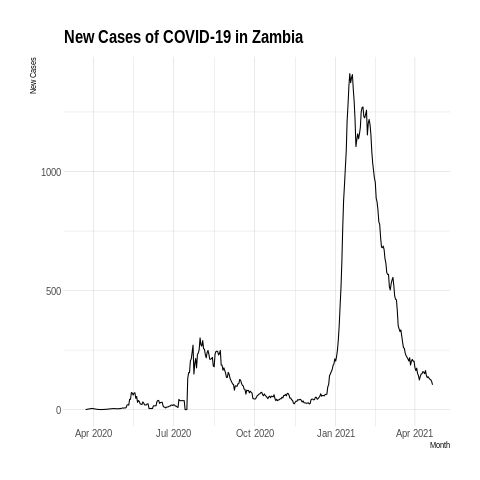 New Cases of COVID-19 in Zambia
New Cases
1000
500
0
Apr 2020 Jul 2020 Oct 2020 Jan 2021 Apr 2021
Month